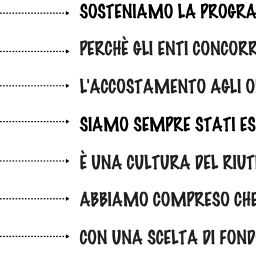 SOSTENIAMO LA PROGRA
PERCHÈ GLI ENTI CONCORR
L'ACCOSTAMENTO AGLI O
SIAMO SEMPRE STATI ES
È UNA CULTURA DEL RIUT
ABBIAMO COMPRESO CHE
CON UNA SCELTA DI FOND